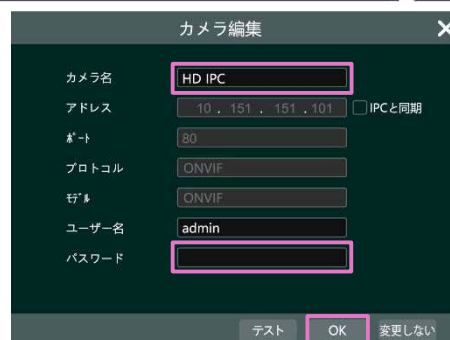 カメラ編集
カメラ名 HD IPC
アドレス 10 . 151 . 151 . 101 IPCと同期
ﾎﾟｰﾄ 80
プロトコル ONVIF
ﾓﾃﾞﾙ ONVIF
ユーザー名 admin
パスワード
テスト OK 変更しない